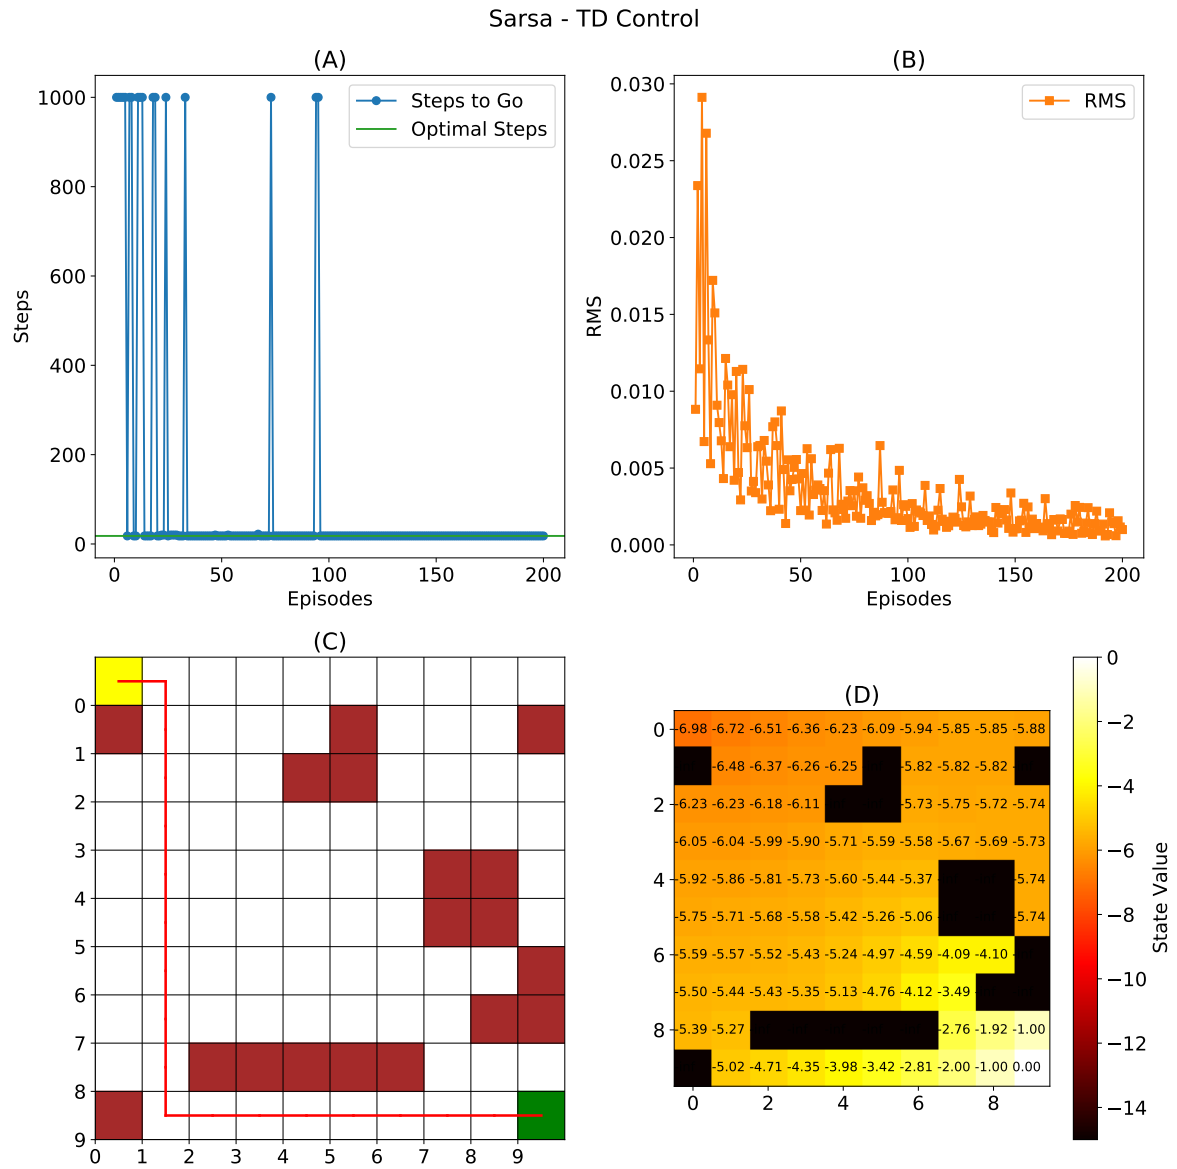 Sarsa - TD Control
(A)
1000
800
600
400
200
0
Steps
0 50 100 150 200
Episodes
Steps to Go
Optimal Steps
(B)
0.030
0.025
0.020
0.015
0.010
0.005
0.000
RMS
0 50 100 150 200
Episodes
RMS
(C)
0
1
2
3
4
5
6
7
8
9
0 1 2 3 4 5 6 7 8 9
(D)
0
2
4
6
8
-6.98 -6.72 -6.51 -6.36 -6.23 -6.09 -5.94 -5.85 -5.85 -5.88
-6.48 -6.37 -6.26 -6.25 -5.82 -5.82 -5.82
-6.23 -6.23 -6.18 -6.11 -5.73 -5.75 -5.72 -5.74
-6.05 -6.04 -5.99 -5.90 -5.71 -5.59 -5.58 -5.67 -5.69 -5.73
-5.92 -5.86 -5.81 -5.73 -5.60 -5.44 -5.37 -5.74
-5.75 -5.71 -5.68 -5.58 -5.42 -5.26 -5.06 -5.74
-5.59 -5.57 -5.52 -5.43 -5.24 -4.97 -4.59 -4.09 -4.10
-5.50 -5.44 -5.43 -5.35 -5.13 -4.76 -4.12 -3.49
-5.39 -5.27 -2.76 -1.92 -1.00
-5.02 -4.71 -4.35 -3.98 -3.42 -2.81 -2.00 -1.00 0.00
0 2 4 6 8
0
−2
−4
−6
−8
−10
−12
−14
State Value